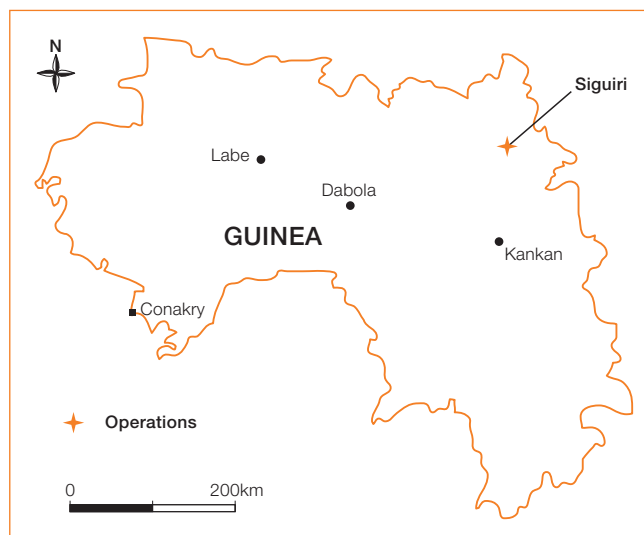 N
Siguiri
Labe
Dabola
GUINEA
Kankan
Conakry
Operations
0 200km